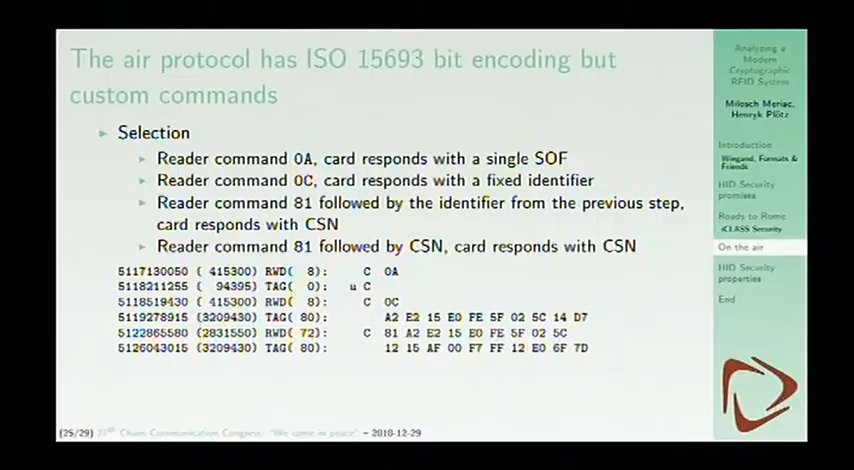 The air protocol has ISO 15693 bit encoding but
custom commands
Selection
Reader command 0A, card responds with a single SOF
Reader command 0C, card responds with a fixed identifier
Reader command 81 followed by the identifier from the previous step,
card responds with CSN
Reader command 81 followed by CSN, card responds with CSN
5117130050 ( 415300) RWD( 8): C 0A
5118211255 ( 94395) TAG( 0): u C
5118519430 ( 415300) RWD( 8): C 0C
5119278915 (3209430) TAG( 80): A2 E2 15 E0 FE 5F 02 5C 14 D7
5122865580 (2831550) RWD( 72): C 81 A2 E2 15 E0 FE 5F 02 5C
5126043015 (3209430) TAG( 80): 12 15 AF 00 F7 FF 12 E0 6F 7D
(25/29) 27th Chaos Communication Congress: "We come in peace" – 2010-12-29
Analyzing a
Modern
Cryptographic
RFID System
Milosch Meriac,
Henryk Plötz
Introduction
Wiegand, Formats &
Friends
HID Security
promises
Roads to Rome
iCLASS Security
On the air
HID Security
properties
End